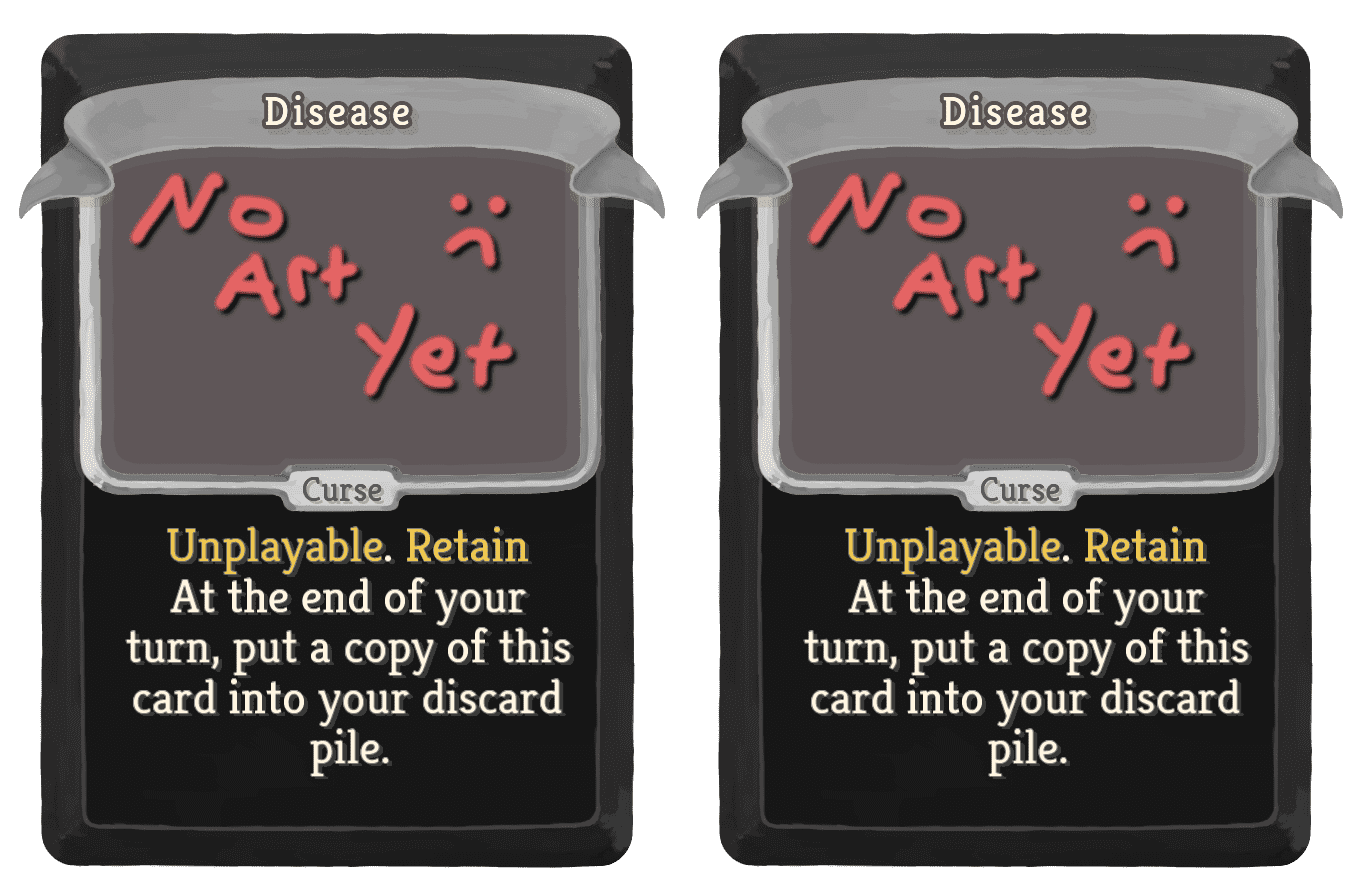 Disease
No
Art
Yet
Curse
Unplayable. Retain
At the end of your
turn, put a copy of this
card into your discard
pile.
Disease
No
Art
Yet
Curse
Unplayable. Retain
At the end of your
turn, put a copy of this
card into your discard
pile.